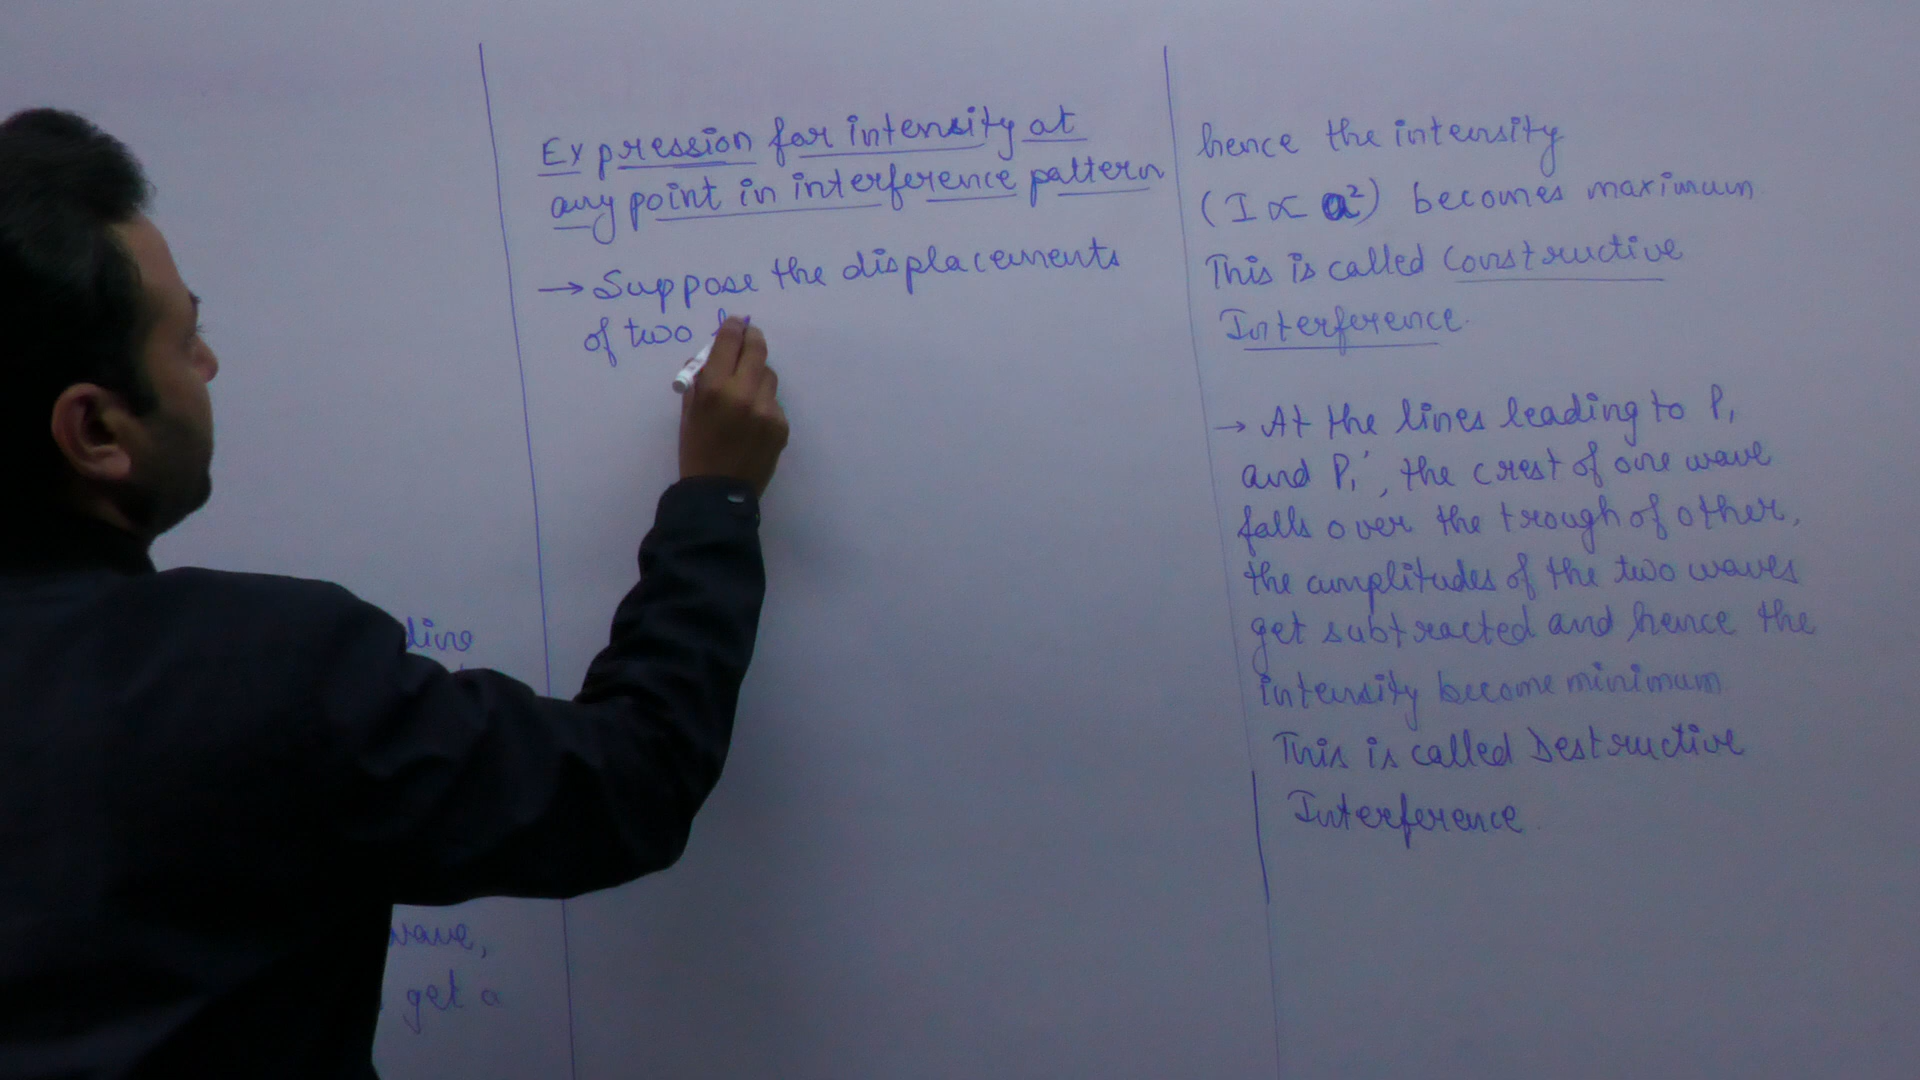 ding
wave,
get a
Expression for intensity at
any point in interference pattern
→ Suppose the displacements
of two
hence the intensity
(I ∝ a²) becomes maximum
This is called Constructive
Interference.
→ At the lines leading to P₁
and P₁', the crest of one wave
falls over the trough of other,
the amplitudes of the two waves
get subtracted and hence the
intensity become minimum
This is called Destructive
Interference.